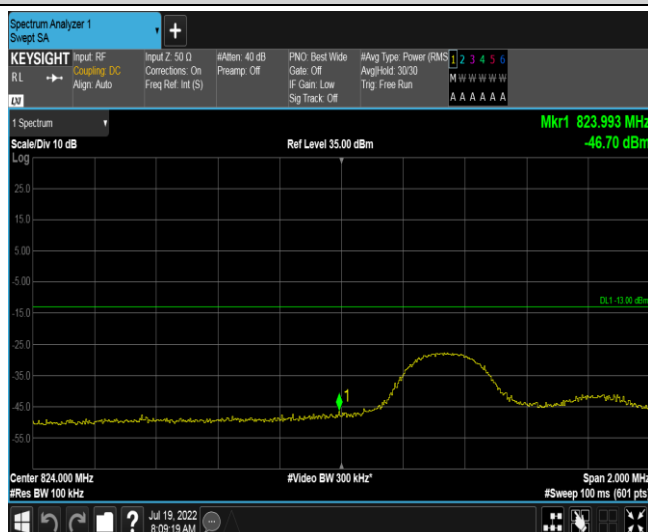 Spectrum Analyzer 1
Swept SA
+
KEYSIGHT
RL
Input: RF
Coupling: DC
Align: Auto
Input Z: 50 Ω
Corrections: On
Freq Ref: Int (S)
#Atten: 40 dB
Preamp: Off
PNO: Best Wide
Gate: Off
IF Gain: Low
Sig Track: Off
#Avg Type: Power (RMS
Avg|Hold: 30/30
Trig: Free Run
1 2 3 4 5 6
M W W W W W
A A A A A A
LXI
1 Spectrum
Mkr1 823.993 MHz
Scale/Div 10 dB
Ref Level 35.00 dBm
-46.70 dBm
Log
25.0
15.0
5.00
-5.00
DL1 -13.00 dBm
-15.0
-25.0
-35.0
1
-45.0
-55.0
Center 824.000 MHz
#Video BW 300 kHz*
Span 2.000 MHz
#Res BW 100 kHz
#Sweep 100 ms (601 pts)
?
Jul 19, 2022
8:09:19 AM